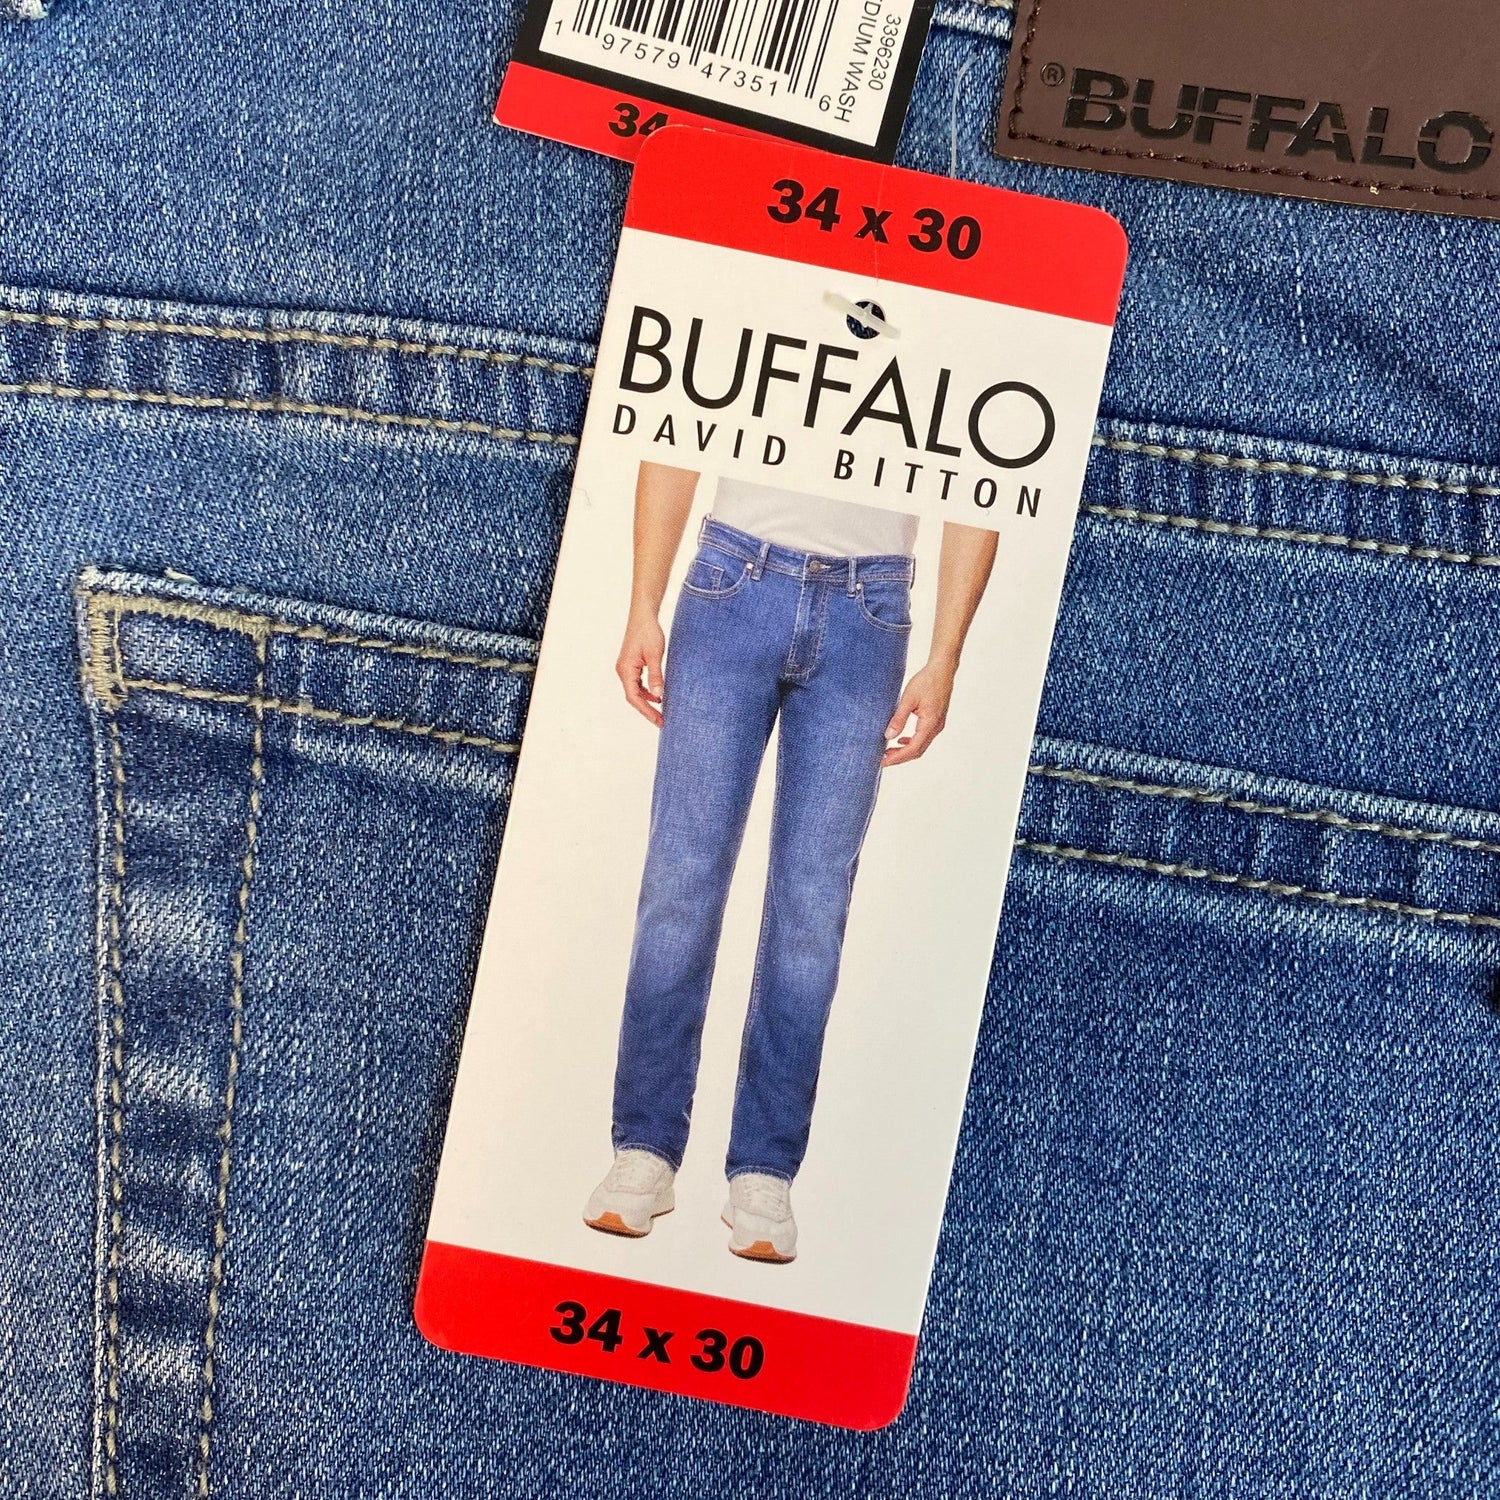 3396230
DIUM WASH
1 97579 47351 6
34
®BUFFALO
34 x 30
BUFFALO
DAVID BITTON
34 x 30